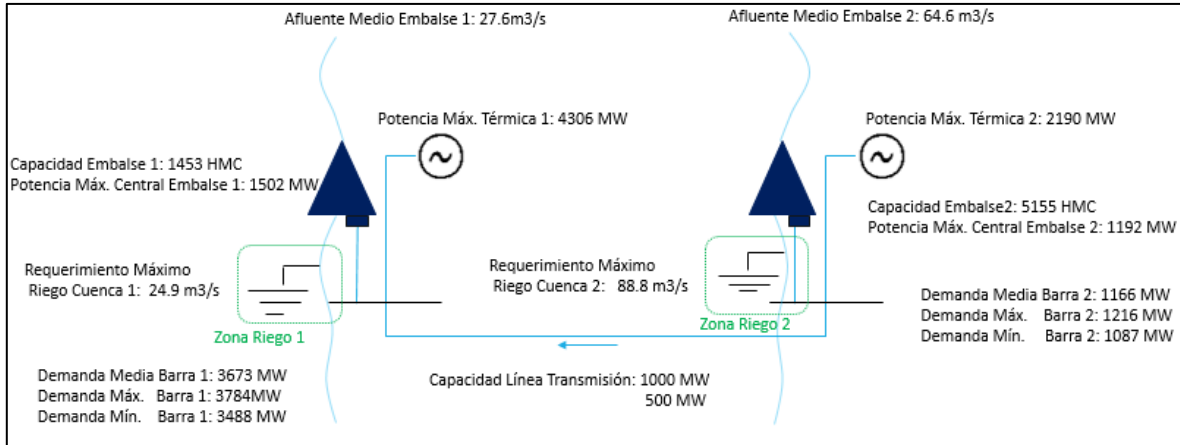 Afluente Medio Embalse 1: 27.6m3/s
Afluente Medio Embalse 2: 64.6 m3/s
Potencia Máx. Térmica 1: 4306 MW
Potencia Máx. Térmica 2: 2190 MW
Capacidad Embalse 1: 1453 HMC
Potencia Máx. Central Embalse 1: 1502 MW
Capacidad Embalse2: 5155 HMC
Potencia Máx. Central Embalse 2: 1192 MW
Requerimiento Máximo
Riego Cuenca 1: 24.9 m3/s
Zona Riego 1
Requerimiento Máximo
Riego Cuenca 2: 88.8 m3/s
Zona Riego 2
Demanda Media Barra 2: 1166 MW
Demanda Máx. Barra 2: 1216 MW
Demanda Mín. Barra 2: 1087 MW
Demanda Media Barra 1: 3673 MW
Demanda Máx. Barra 1: 3784MW
Demanda Mín. Barra 1: 3488 MW
Capacidad Línea Transmisión: 1000 MW
500 MW